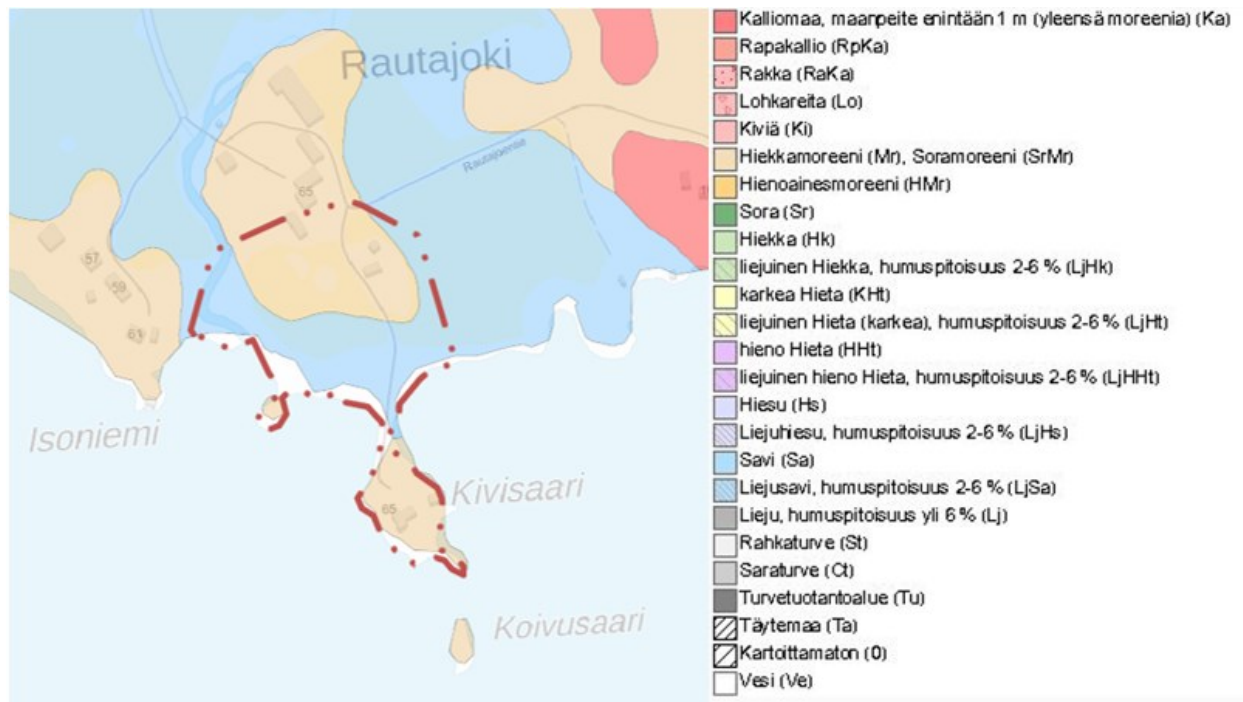 Rautajoki
Rautajoentie
65
57
59
61
Isoniemi
Kivisaari
65
Koivusaari
Kalliomaa, maanpeite enintään 1 m (yleensä moreenia) (Ka)
Rapakallio (RpKa)
Rakka (RaKa)
Lohkareita (Lo)
Kiviä (Ki)
Hiekkamoreeni (Mr), Soramoreeni (SrMr)
Hienoainesmoreeni (HMr)
Sora (Sr)
Hiekka (Hk)
liejuinen Hiekka, humuspitoisuus 2-6 % (LjHk)
karkea Hieta (KHt)
liejuinen Hieta (karkea), humuspitoisuus 2-6 % (LjHt)
hieno Hieta (HHt)
liejuinen hieno Hieta, humuspitoisuus 2-6 % (LjHHt)
Hiesu (Hs)
Liejuhiesu, humuspitoisuus 2-6 % (LjHs)
Savi (Sa)
Liejusavi, humuspitoisuus 2-6 % (LjSa)
Lieju, humuspitoisuus yli 6 % (Lj)
Rahkaturve (St)
Saraturve (Ct)
Turvetuotantoalue (Tu)
Täytemaa (Ta)
Kartoittamaton (0)
Vesi (Ve)